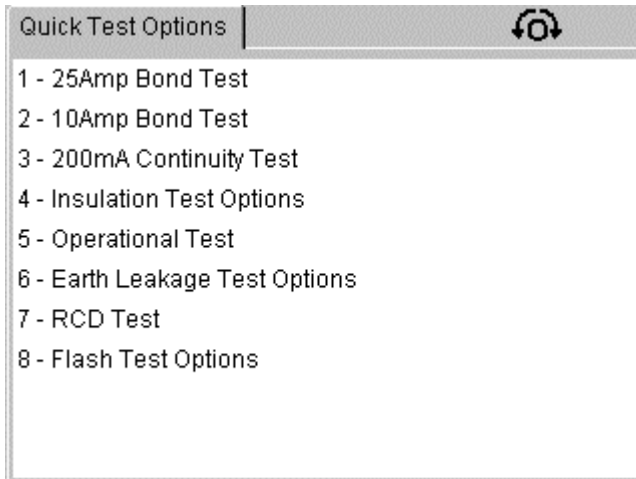 Quick Test Options
1 - 25Amp Bond Test
2 - 10Amp Bond Test
3 - 200mA Continuity Test
4 - Insulation Test Options
5 - Operational Test
6 - Earth Leakage Test Options
7 - RCD Test
8 - Flash Test Options